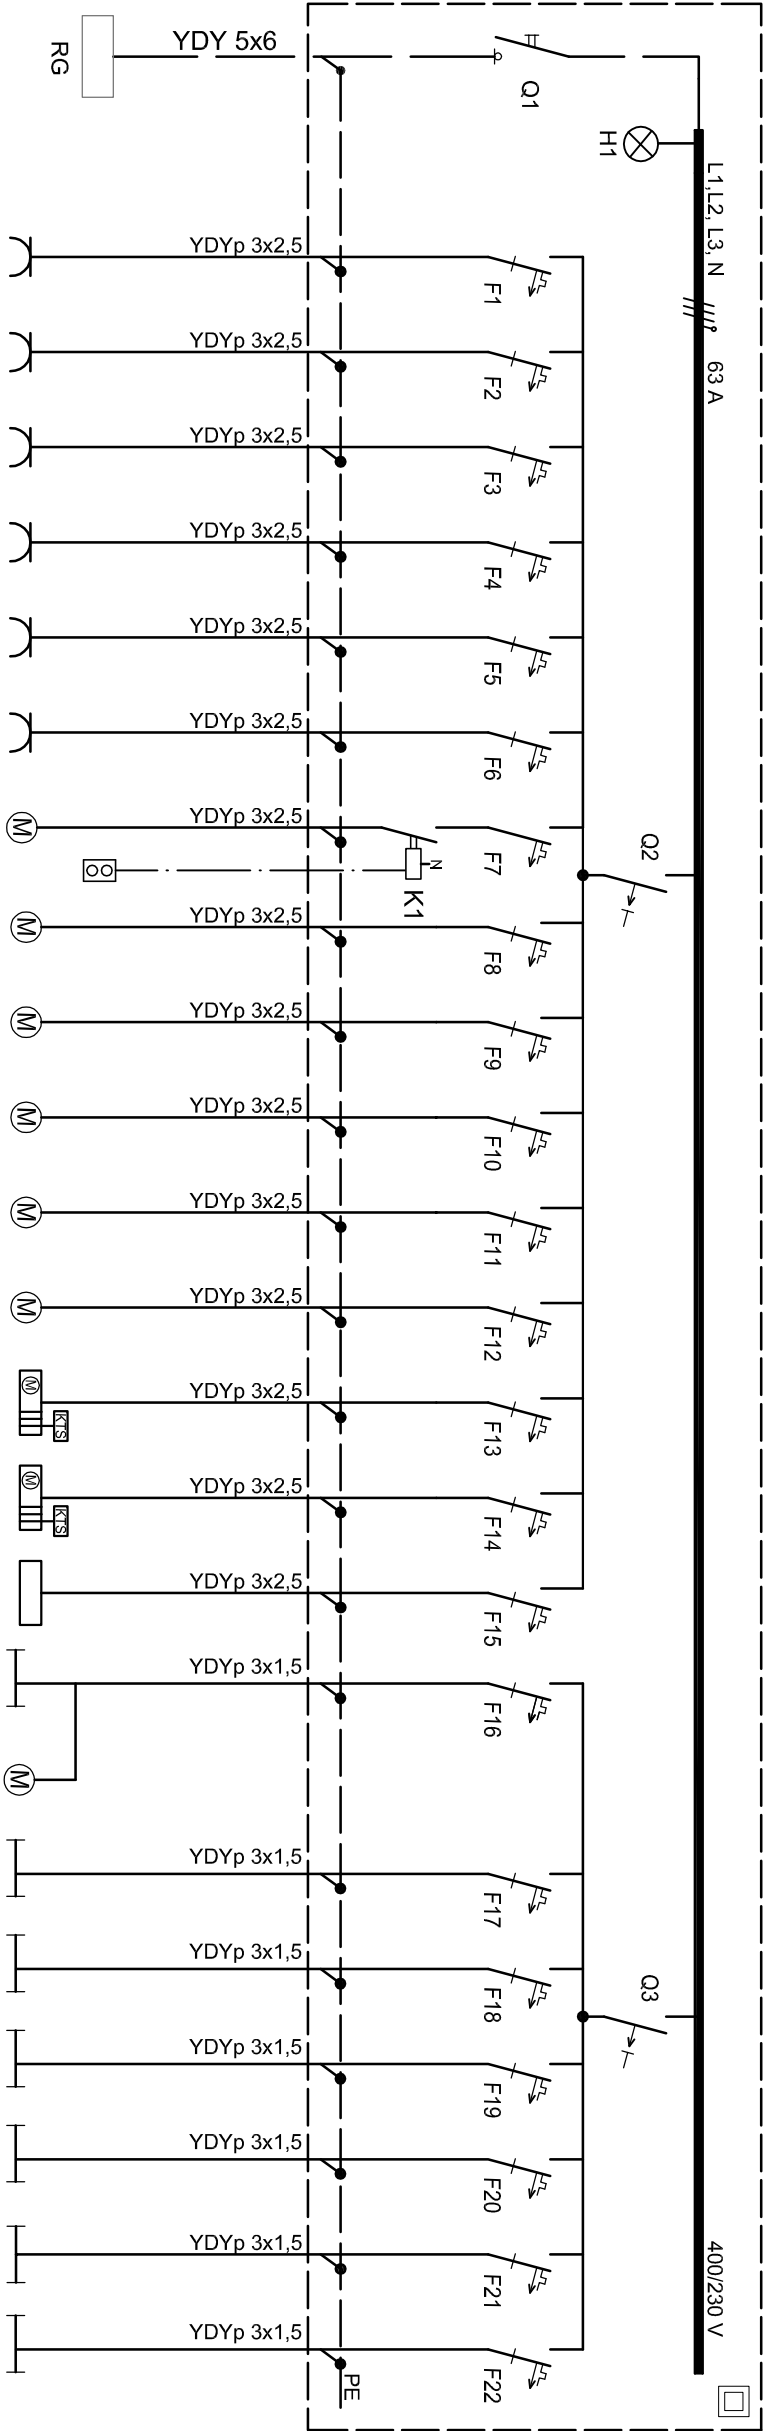 YDY 5x6
RG
Q1
H1
L1,L2, L3, N
63 A
YDYp 3x2,5
F1
YDYp 3x2,5
F2
YDYp 3x2,5
F3
YDYp 3x2,5
F4
YDYp 3x2,5
F5
YDYp 3x2,5
F6
YDYp 3x2,5
M
F7
N
K1
Q2
YDYp 3x2,5
M
F8
YDYp 3x2,5
M
F9
YDYp 3x2,5
M
F10
YDYp 3x2,5
M
F11
YDYp 3x2,5
M
F12
YDYp 3x2,5
M
KTS
F13
YDYp 3x2,5
M
KTS
F14
YDYp 3x2,5
F15
YDYp 3x1,5
F16
M
YDYp 3x1,5
F17
YDYp 3x1,5
F18
Q3
YDYp 3x1,5
F19
YDYp 3x1,5
F20
YDYp 3x1,5
F21
400/230 V
YDYp 3x1,5
F22
PE